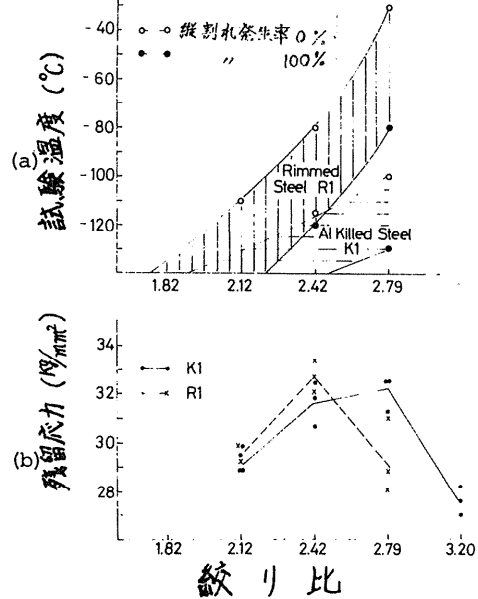 -40
-60
-80
-100
-120
試験温度 (°C)
(a)
縦割れ発生率 0%
〃 100%
Rimmed
Steel R1
Al Killed Steel
K1
1.82 2.12 2.42 2.79
34
32
30
28
残留応力 (Kg/mm²)
(b)
K1
R1
1.82 2.12 2.42 2.79 3.20
絞り比